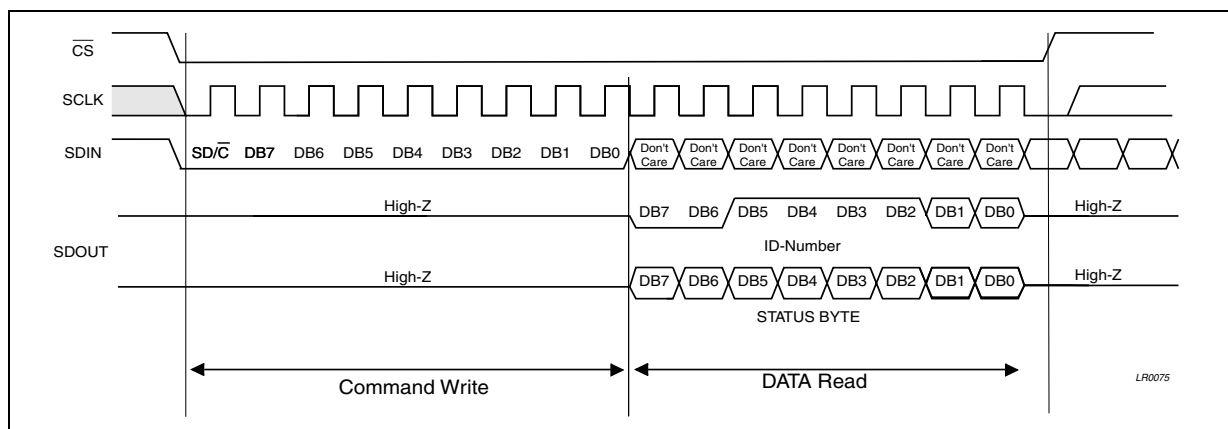 CS
SCLK
SDIN SD/C DB7 DB6 DB5 DB4 DB3 DB2 DB1 DB0 Don't Care Don't Care Don't Care Don't Care Don't Care Don't Care Don't Care Don't Care
High-Z DB7 DB6 DB5 DB4 DB3 DB2 DB1 DB0 High-Z
SDOUT
ID-Number
High-Z DB7 DB6 DB5 DB4 DB3 DB2 DB1 DB0 High-Z
STATUS BYTE
Command Write DATA Read
LR0075